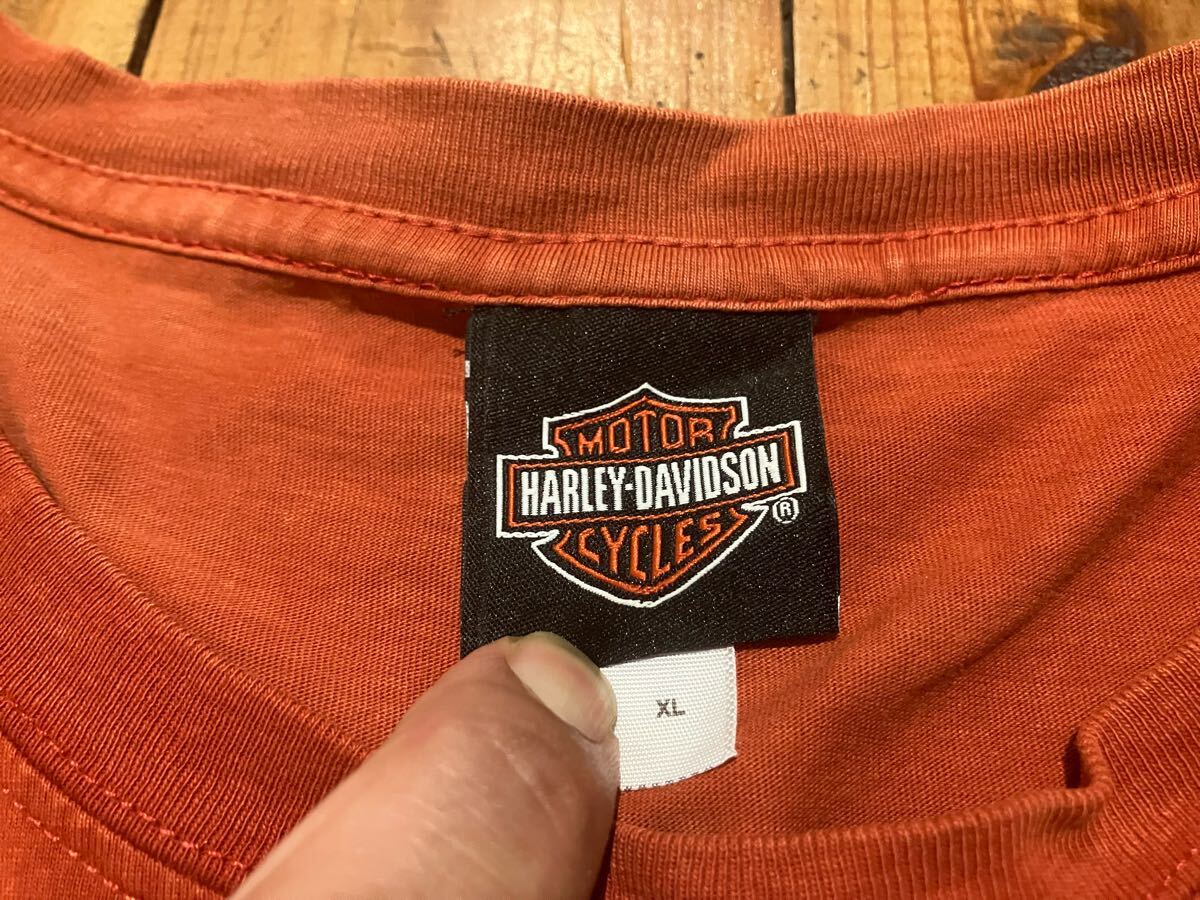 MOTOR
HARLEY-DAVIDSON
CYCLES
®
XL